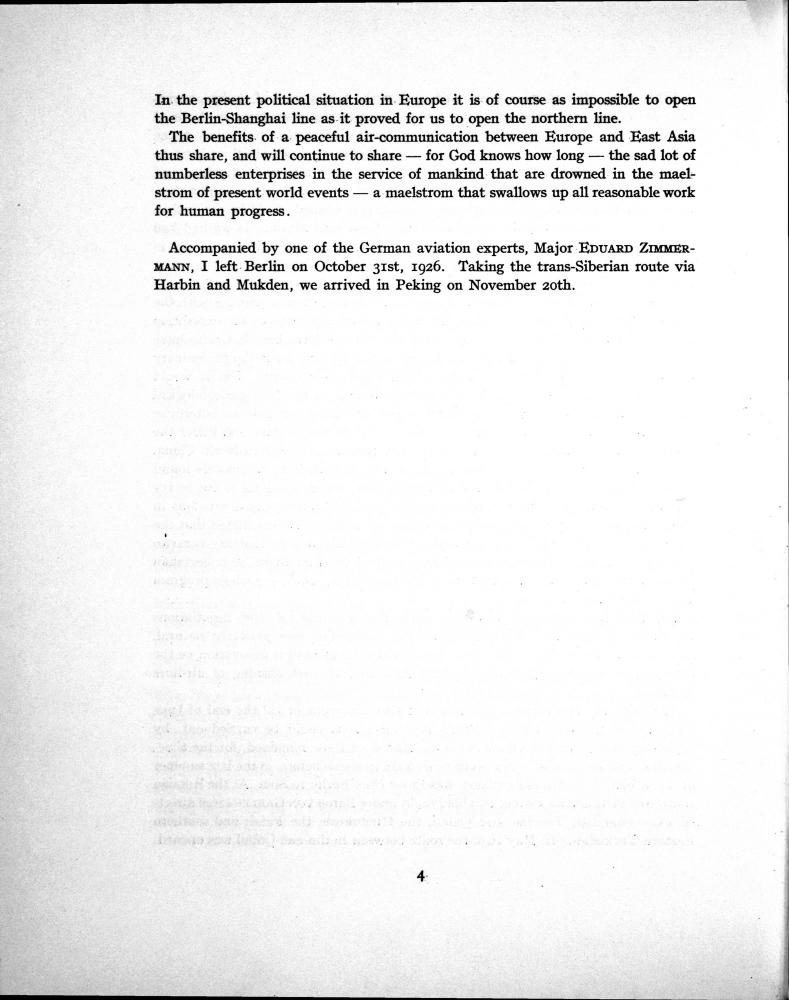 In the present political situation in Europe it is of course as impossible to open
the Berlin-Shanghai line as it proved for us to open the northern line.
The benefits of a peaceful air-communication between Europe and East Asia
thus share, and will continue to share — for God knows how long — the sad lot of
numberless enterprises in the service of mankind that are drowned in the mael-
strom of present world events — a maelstrom that swallows up all reasonable work
for human progress.
Accompanied by one of the German aviation experts, Major EDUARD ZIMMER-
MANN, I left Berlin on October 31st, 1926. Taking the trans-Siberian route via
Harbin and Mukden, we arrived in Peking on November 20th.
4